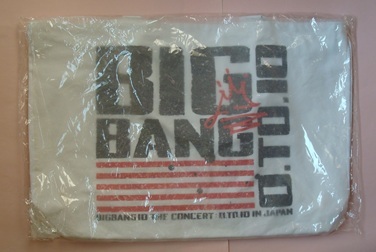 BIG
BANG
0.TO.10
BIGBANG10 THE CONCERT 0.TO.10 IN JAPAN